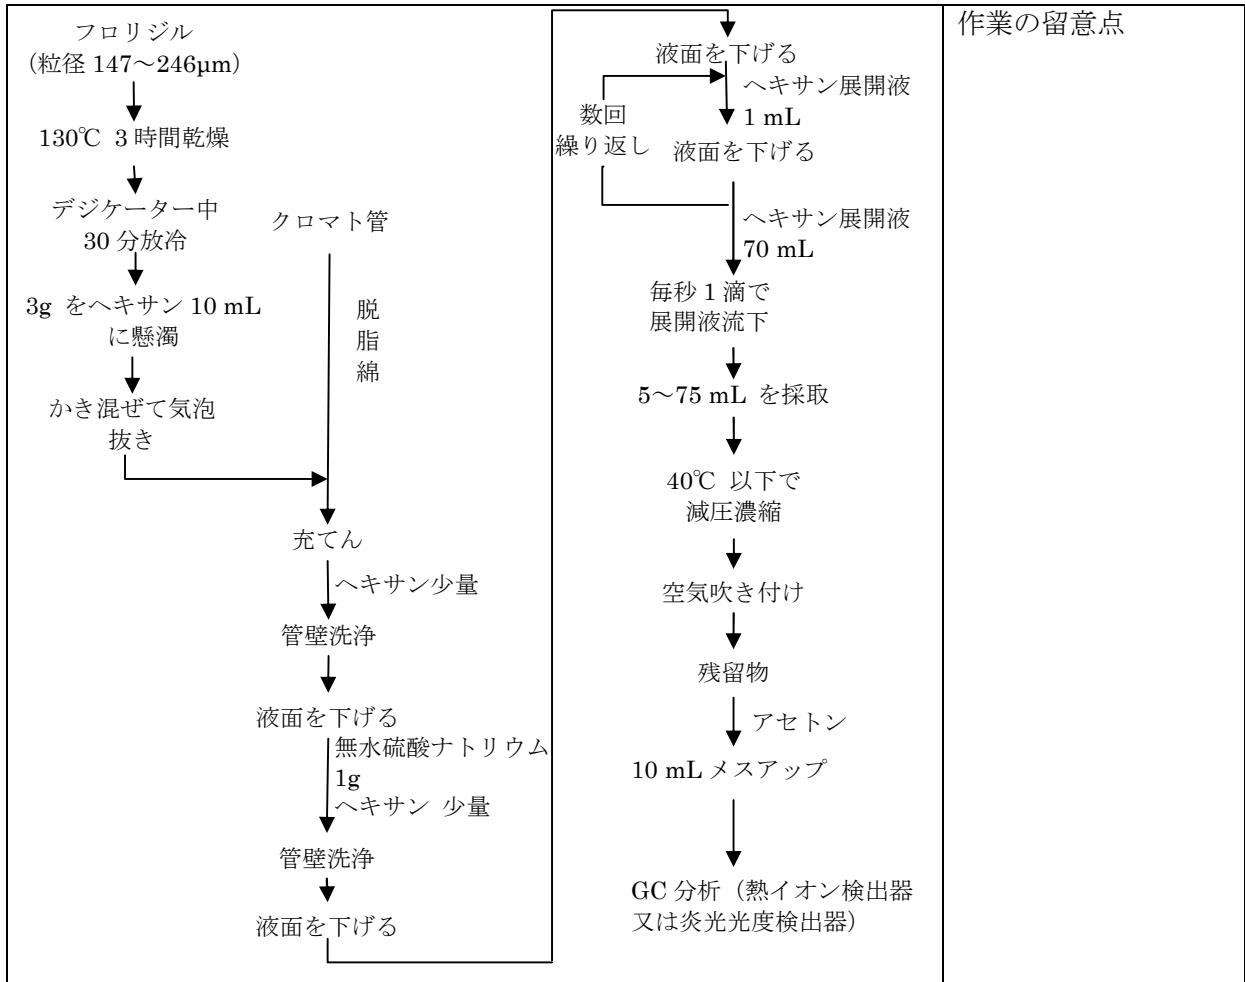 フロリジル
(粒径 147～246µm)
130℃ 3 時間乾燥
デジケーター中
30 分放冷
3g をヘキサン 10 mL
に懸濁
かき混ぜて気泡
抜き
クロマト管
脱
脂
綿
充てん
ヘキサン少量
管壁洗浄
液面を下げる
無水硫酸ナトリウム
1g
ヘキサン 少量
管壁洗浄
液面を下げる
液面を下げる
ヘキサン展開液
1 mL
数回
繰り返し
液面を下げる
ヘキサン展開液
70 mL
毎秒 1 滴で
展開液流下
5～75 mL を採取
40℃ 以下で
減圧濃縮
空気吹き付け
残留物
アセトン
10 mL メスアップ
GC 分析（熱イオン検出器
又は炎光光度検出器）
作業の留意点